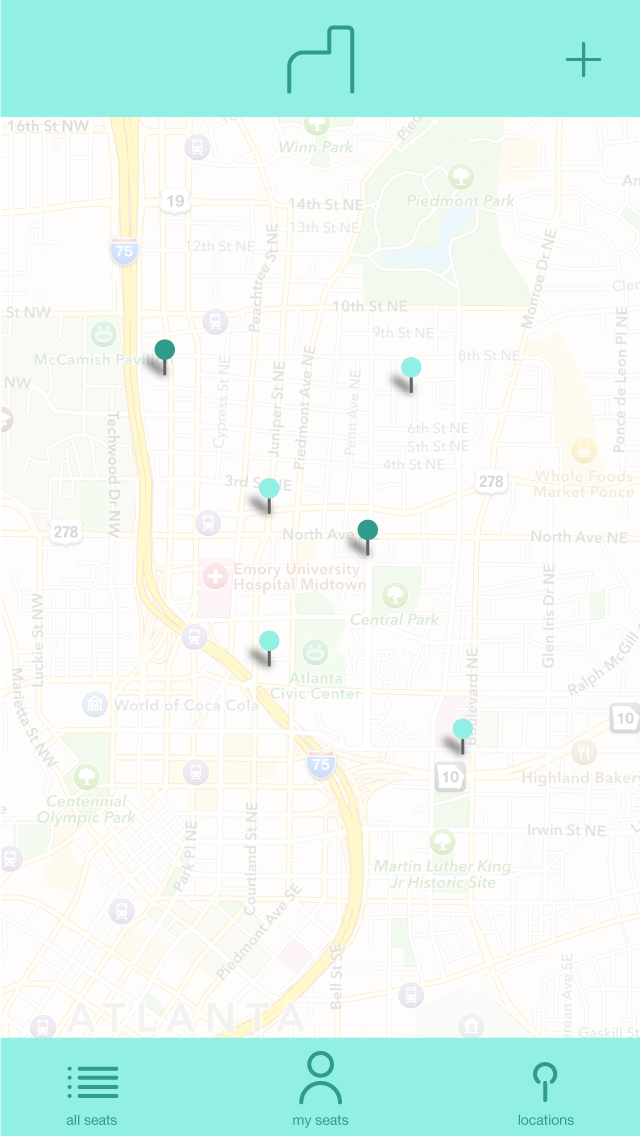 16th St NW
Winn Park
Piedmont Park
14th St NE
13th St NE
19
12th St NE
75
Peachtree St NE
Monroe Dr NE
St NW
10th St NE
9th St NE
8th St NE
McCamish
NW
Techwood Dr NW
Cypress St NE
Juniper St NE
Piedmont Ave NE
Penn Ave NE
Ponce de Leon Pl NE
6th St NE
5th St NE
4th St NE
3rd St NE
278
Whole Foods
Market Ponce
278
North Ave
North Ave NE
Emory University
Hospital Midtown
Central Park
Glen Iris Dr NE
Luckie St NW
Ralph McGill
Boulevard NE
Marietta St NW
Atlanta
Civic Center
World of Coca Cola
10
75
10
Highland Bakery
Centennial
Olympic Park
Park Pl NE
Courtland St NE
Irwin St NE
Martin Luther King
Jr Historic Site
Piedmont Ave SE
Bell St SE
ATLANTA
Gaskill St
all seats
my seats
locations